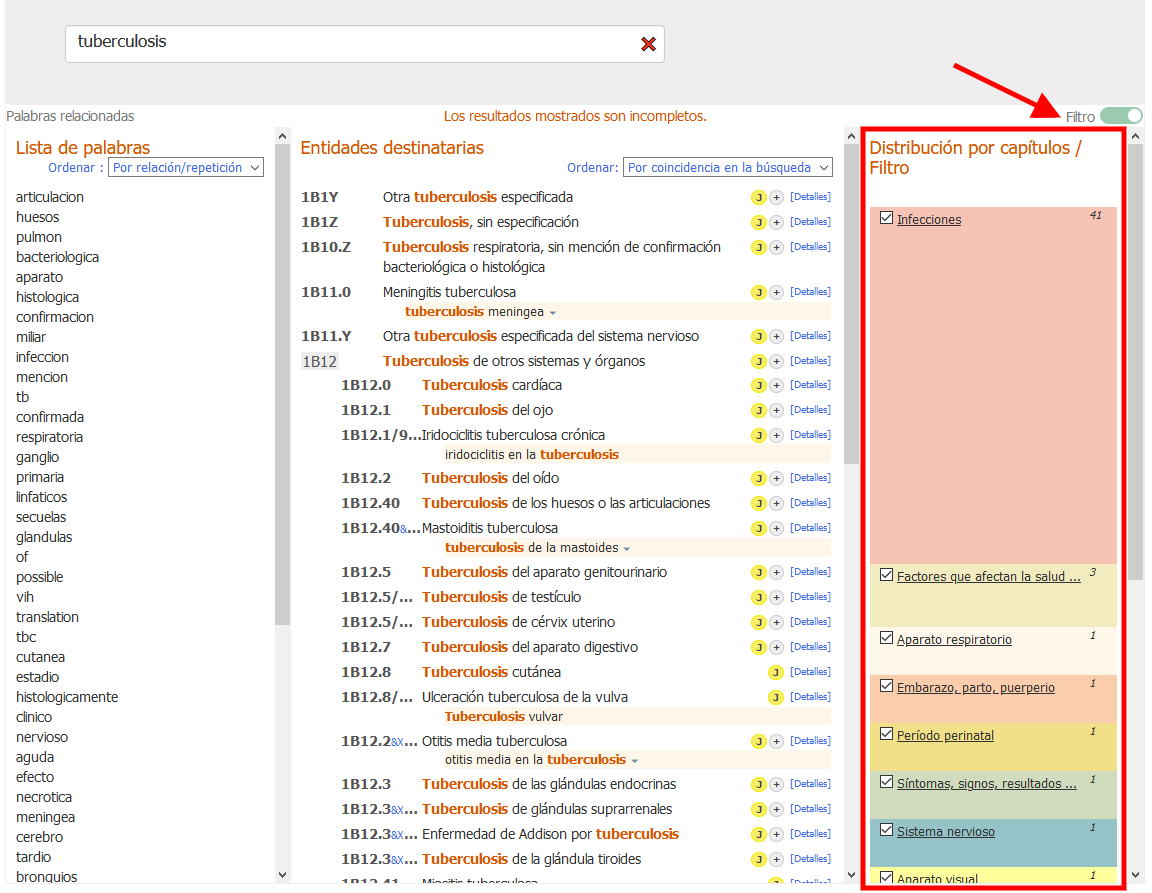 tuberculosis
Palabras relacionadas
Los resultados mostrados son incompletos.
Filtro
Lista de palabras
Ordenar : Por relación/repetición
articulacion
huesos
pulmon
bacteriologica
aparato
histologica
confirmacion
miliar
infeccion
mencion
tb
confirmada
respiratoria
ganglio
primaria
linfaticos
secuelas
glandulas
of
possible
vih
translation
tbc
cutanea
estadio
histologicamente
clinico
nervioso
aguda
efecto
necrotica
meningea
cerebro
tardio
bronquios
Entidades destinatarias
Ordenar: Por coincidencia en la búsqueda
1B1Y Otra tuberculosis especificada J + [Detalles]
1B1Z Tuberculosis, sin especificación J + [Detalles]
1B10.Z Tuberculosis respiratoria, sin mención de confirmación J + [Detalles]
bacteriológica o histológica
1B11.0 Meningitis tuberculosa J + [Detalles]
tuberculosis meningea
1B11.Y Otra tuberculosis especificada del sistema nervioso J + [Detalles]
1B12 Tuberculosis de otros sistemas y órganos J + [Detalles]
1B12.0 Tuberculosis cardíaca J + [Detalles]
1B12.1 Tuberculosis del ojo J + [Detalles]
1B12.1/9... Iridociclitis tuberculosa crónica J + [Detalles]
iridociclitis en la tuberculosis
1B12.2 Tuberculosis del oído J + [Detalles]
1B12.40 Tuberculosis de los huesos o las articulaciones J + [Detalles]
1B12.40&... Mastoiditis tuberculosa J + [Detalles]
tuberculosis de la mastoides
1B12.5 Tuberculosis del aparato genitourinario J + [Detalles]
1B12.5/... Tuberculosis de testículo J + [Detalles]
1B12.5/... Tuberculosis de cérvix uterino J + [Detalles]
1B12.7 Tuberculosis del aparato digestivo J + [Detalles]
1B12.8 Tuberculosis cutánea J [Detalles]
1B12.8/... Ulceración tuberculosa de la vulva J [Detalles]
Tuberculosis vulvar
1B12.2&X... Otitis media tuberculosa J + [Detalles]
otitis media en la tuberculosis
1B12.3 Tuberculosis de las glándulas endocrinas J + [Detalles]
1B12.3&X... Tuberculosis de glándulas suprarrenales J + [Detalles]
1B12.3&X... Enfermedad de Addison por tuberculosis J + [Detalles]
1B12.3&X... Tuberculosis de la glándula tiroides J + [Detalles]
1B12.41 Miositis tuberculosa J [Detalles]
Distribución por capítulos /
Filtro
Infecciones 41
Factores que afectan la salud ... 3
Aparato respiratorio 1
Embarazo, parto, puerperio 1
Período perinatal 1
Síntomas, signos, resultados ... 1
Sistema nervioso 1
Aparato visual 1